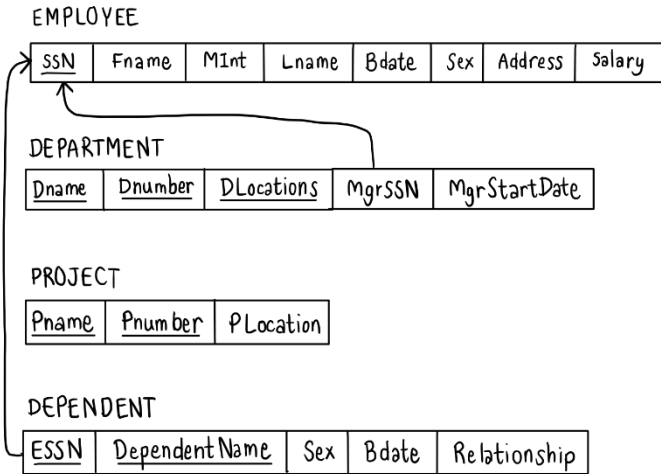 EMPLOYEE
SSN Fname MInt Lname Bdate Sex Address Salary
DEPARTMENT
Dname Dnumber DLocations MgrSSN MgrStartDate
PROJECT
Pname Pnumber PLocation
DEPENDENT
ESSN DependentName Sex Bdate Relationship